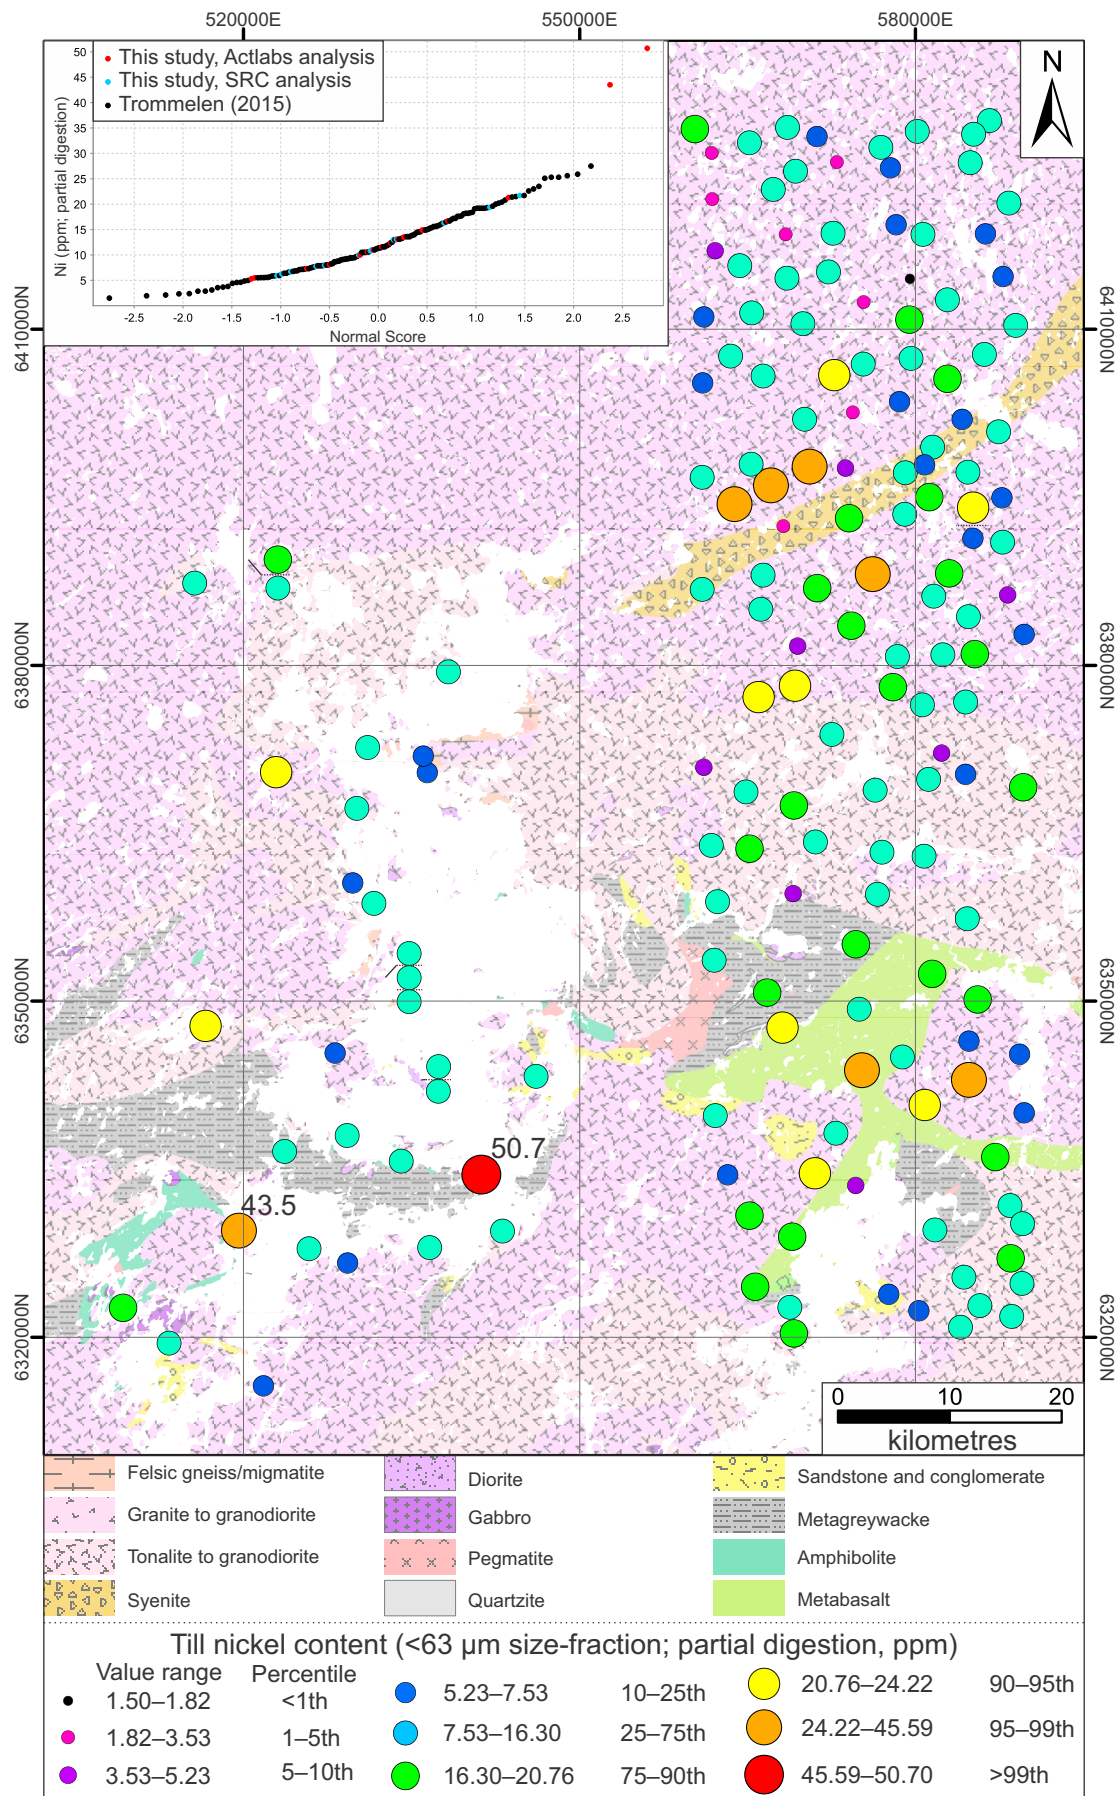 520000E 550000E 580000E
This study, Actlabs analysis
This study, SRC analysis
Trommelen (2015)
50
45
40
35
30
25
20
15
10
5
Ni (ppm; partial digestion)
-2.5 -2.0 -1.5 -1.0 -0.5 0.0 0.5 1.0 1.5 2.0 2.5
Normal Score
N
6410000N 6410000N
6380000N 6380000N
6350000N 6350000N
50.7
43.5
6320000N 6320000N
0 10 20
kilometres
Felsic gneiss/migmatite
Granite to granodiorite
Tonalite to granodiorite
Syenite
Diorite
Gabbro
Pegmatite
Quartzite
Sandstone and conglomerate
Metagreywacke
Amphibolite
Metabasalt
Till nickel content (<63 µm size-fraction; partial digestion, ppm)
Value range Percentile
1.50–1.82 <1th
1.82–3.53 1–5th
3.53–5.23 5–10th
5.23–7.53 10–25th
7.53–16.30 25–75th
16.30–20.76 75–90th
20.76–24.22 90–95th
24.22–45.59 95–99th
45.59–50.70 >99th